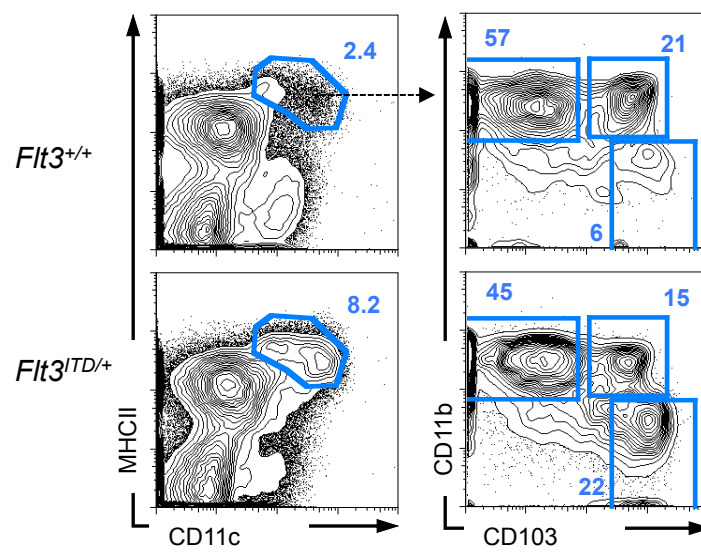 2.4
57
21
Flt3+/+
6
8.2
45
15
Flt3ITD/+
22
MHCII
CD11b
CD11c
CD103